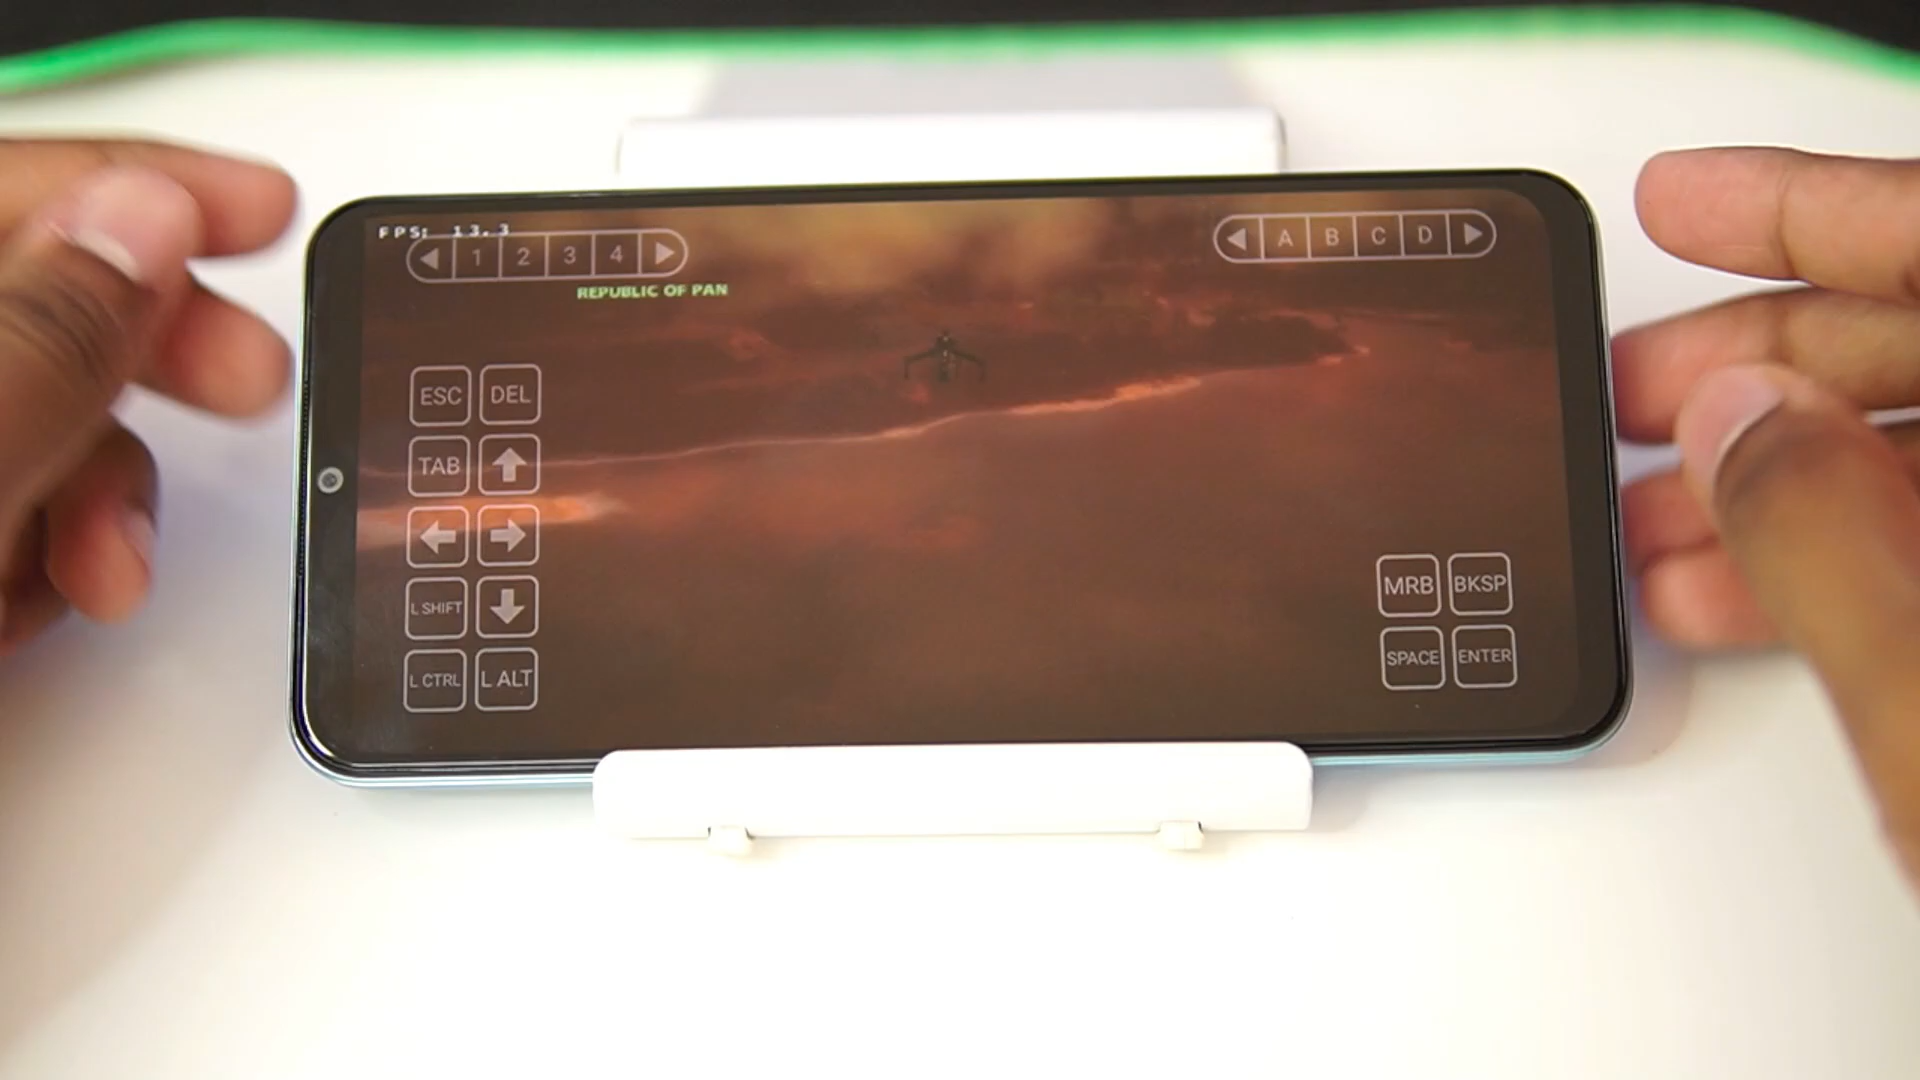 FPS: 13.3
1 2 3 4
A B C D
REPUBLIC OF PAN
ESC DEL
TAB
L SHIFT
L CTRL L ALT
MRB BKSP
SPACE ENTER